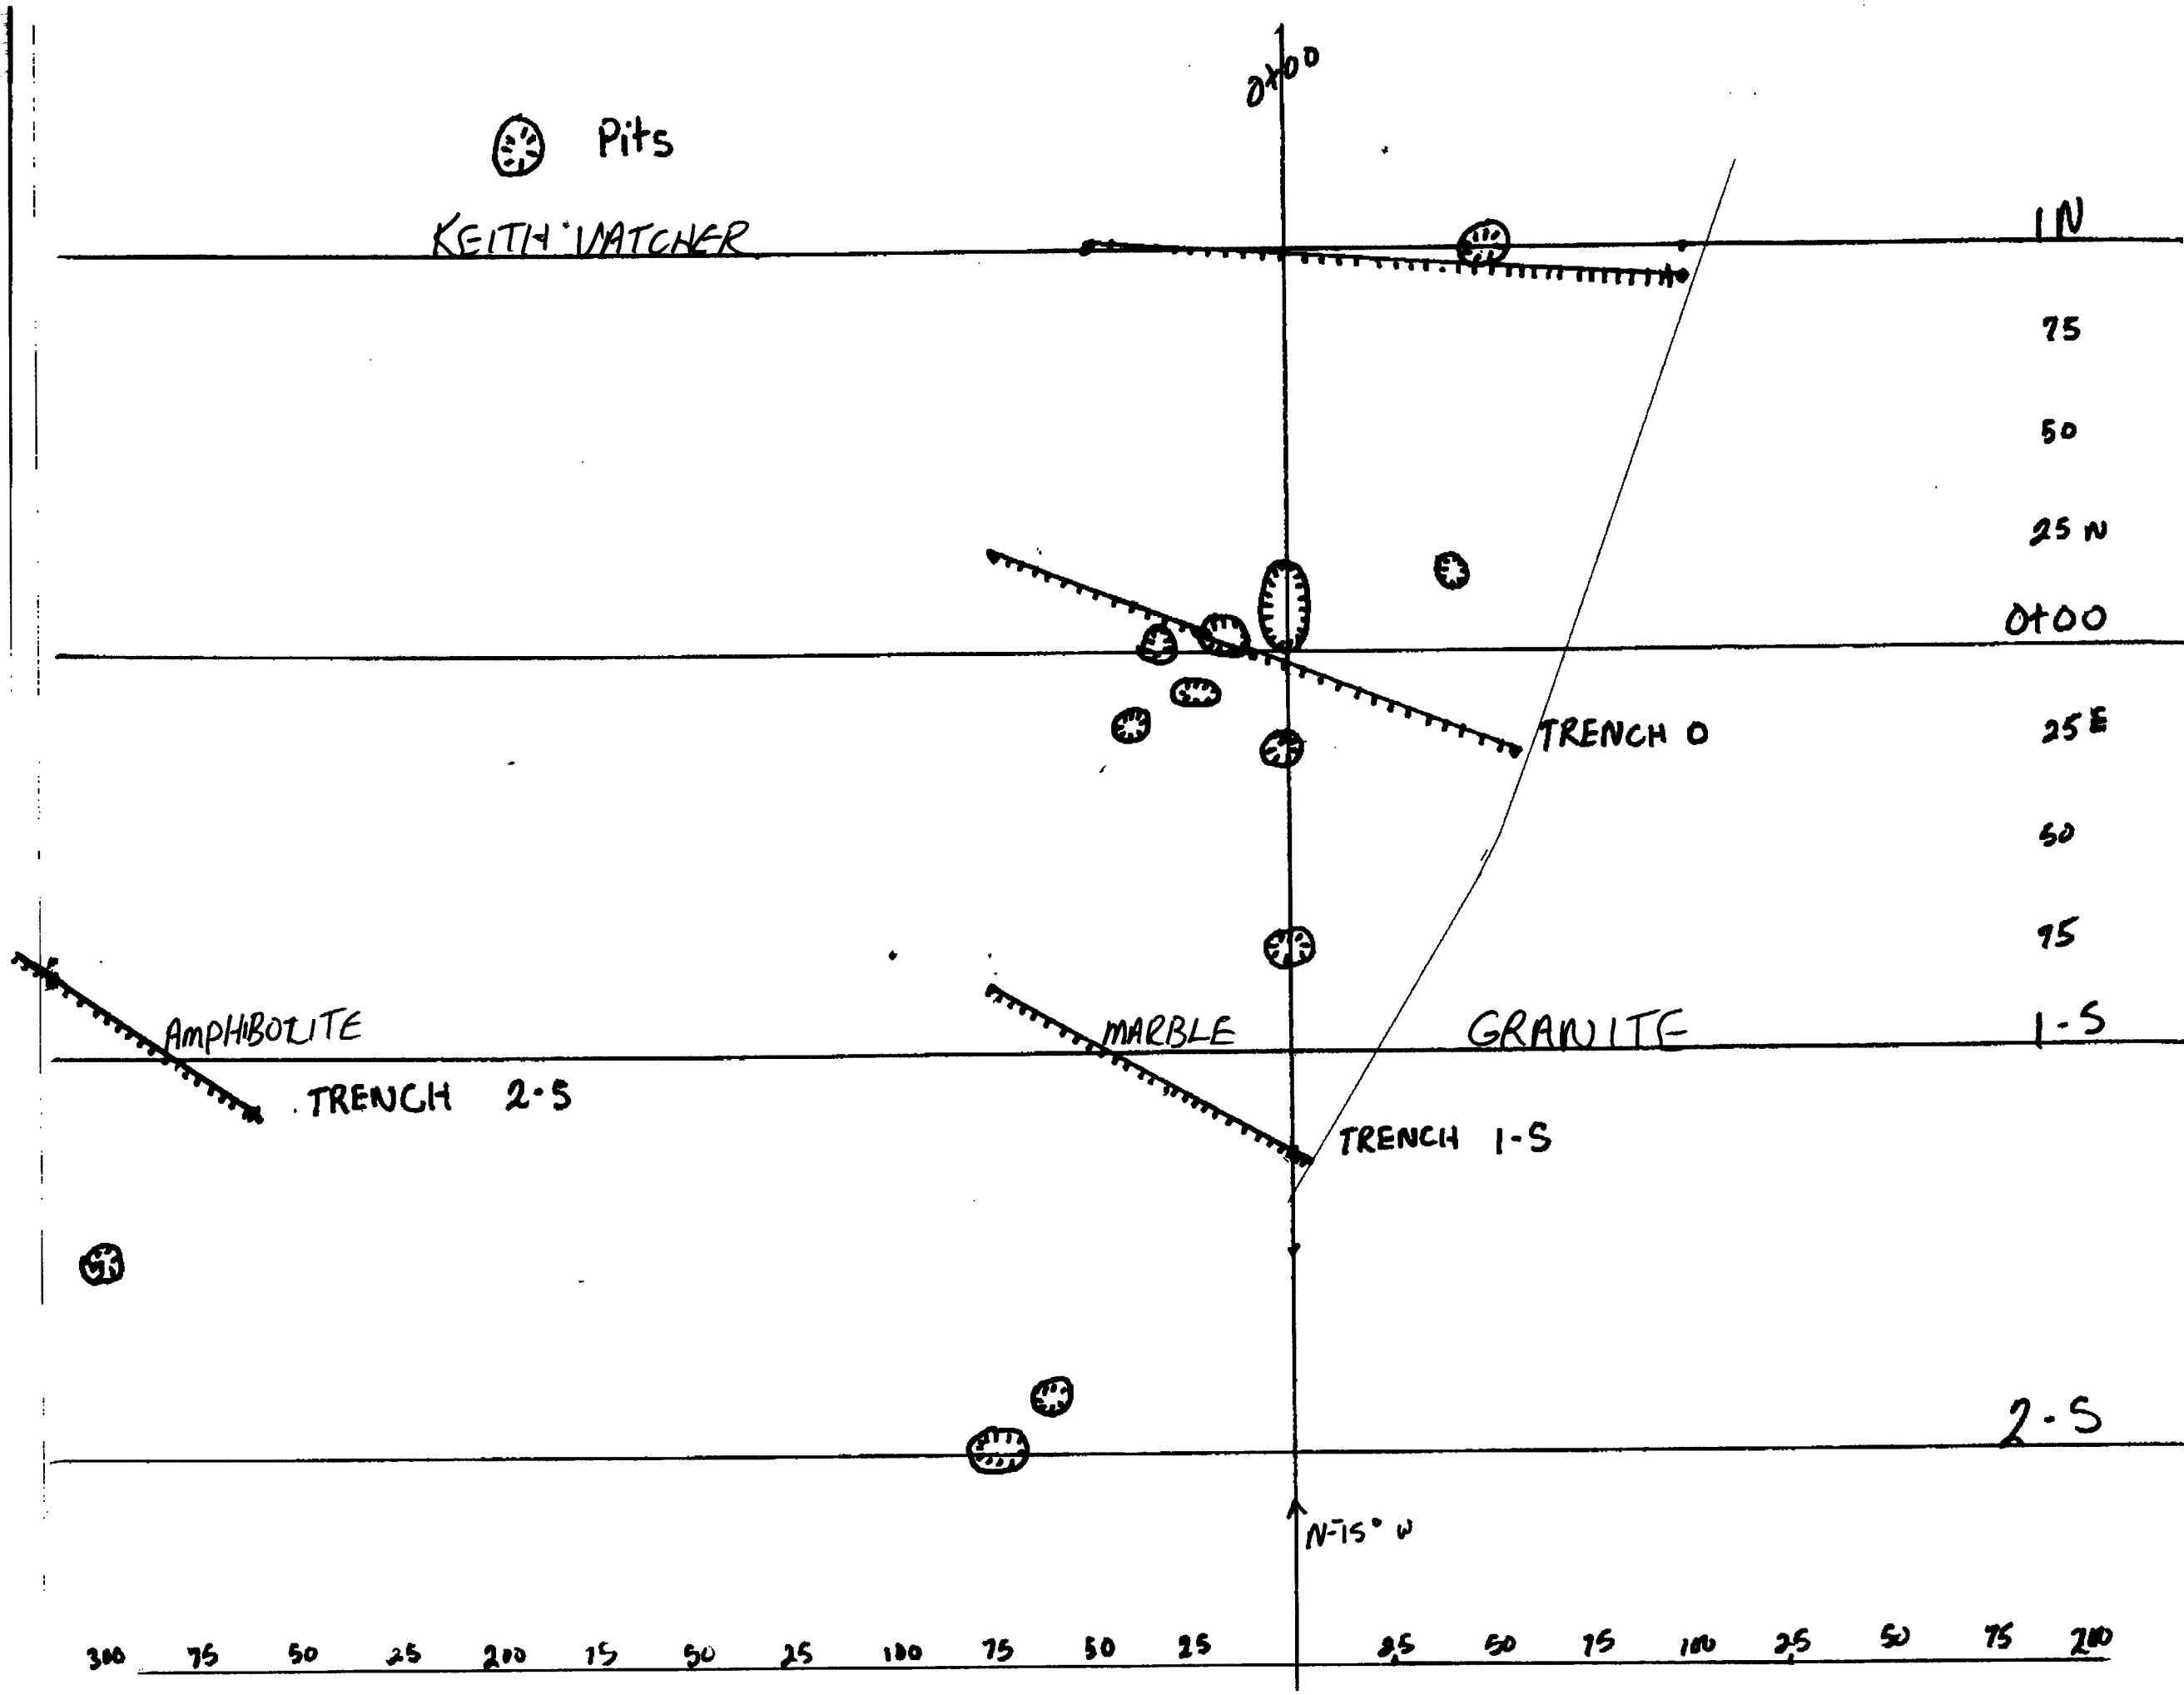 0+00
Pits
KEITH VATCHER
1N
75
50
25 N
0+00
TRENCH 0
25 E
50
75
AMPHIBOLITE
MARBLE
GRANITE
1-S
TRENCH 2-S
TRENCH 1-S
2-S
N-15° W
300 75 50 25 200 75 50 25 100 75 50 25 25 50 75 100 25 50 75 200